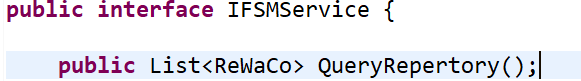 public interface IFSMService {
public List<ReWaCo> QueryRepertory();